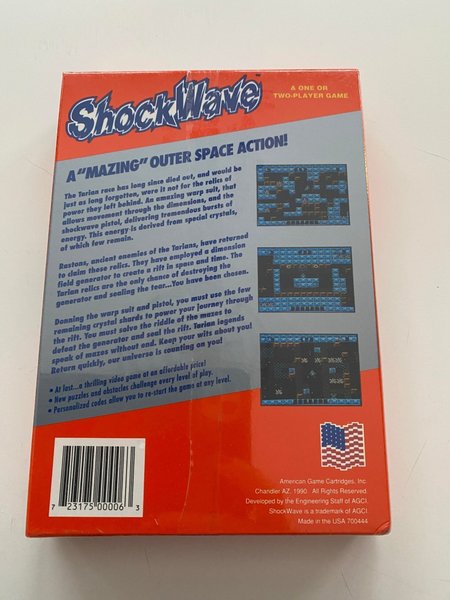 ShockWave™
A ONE OR
TWO-PLAYER GAME
A "MAZING" OUTER SPACE ACTION!
The Tarian race has long since died out, and would be
just as long forgotten, were it not for the relics of
power they left behind. An amazing warp suit, that
allows movement through the dimensions, and the
shockwave pistol, delivering tremendous bursts of
energy. This energy is derived from special crystals,
of which few remain.
Rastans, ancient enemies of the Tarians, have returned
to claim these relics. They have employed a dimension
field generator to create a rift in space and time. The
Tarian relics are the only chance of destroying the
generator and sealing the tear...You have been chosen.
Donning the warp suit and pistol, you must use the few
remaining crystal shards to power your journey through
the rift. You must solve the riddle of the mazes to
defeat the generator and seal the rift. Tarian legends
speak of mazes without end. Keep your wits about you!
Return quickly, our universe is counting on you!
• At last...a thrilling video game at an affordable price!
• New puzzles and obstacles challenge every level of play.
• Personalized codes allow you to re-start the game at any level.
7 23175 00006 3
American Game Cartridges, Inc
Chandler AZ, 1990 All Rights Reserved.
Developed by the Engineering Staff of AGCI.
ShockWave is a trademark of AGCI
Made in the USA 700444